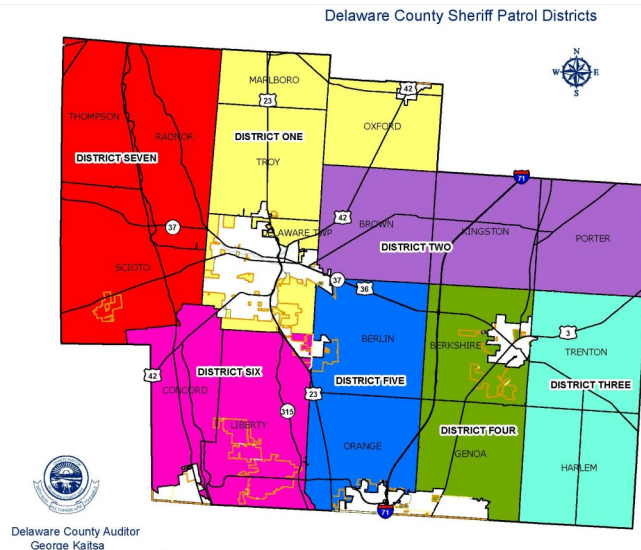 Delaware County Sheriff Patrol Districts
N
W
E
S
MARLBORO
23
42
THOMPSON
OXFORD
RADNOR
DISTRICT ONE
DISTRICT SEVEN
TROY
71
42
BROWN
37
DELAWARE TWP
KINGSTON
PORTER
DISTRICT TWO
SCIOTO
37
36
BERLIN
BERKSHIRE
3
TRENTON
DISTRICT SIX
42
CONCORD
DISTRICT FIVE
DISTRICT THREE
23
315
LIBERTY
DISTRICT FOUR
ORANGE
GENOA
HARLEM
71
Delaware County Auditor
George Kaitsa